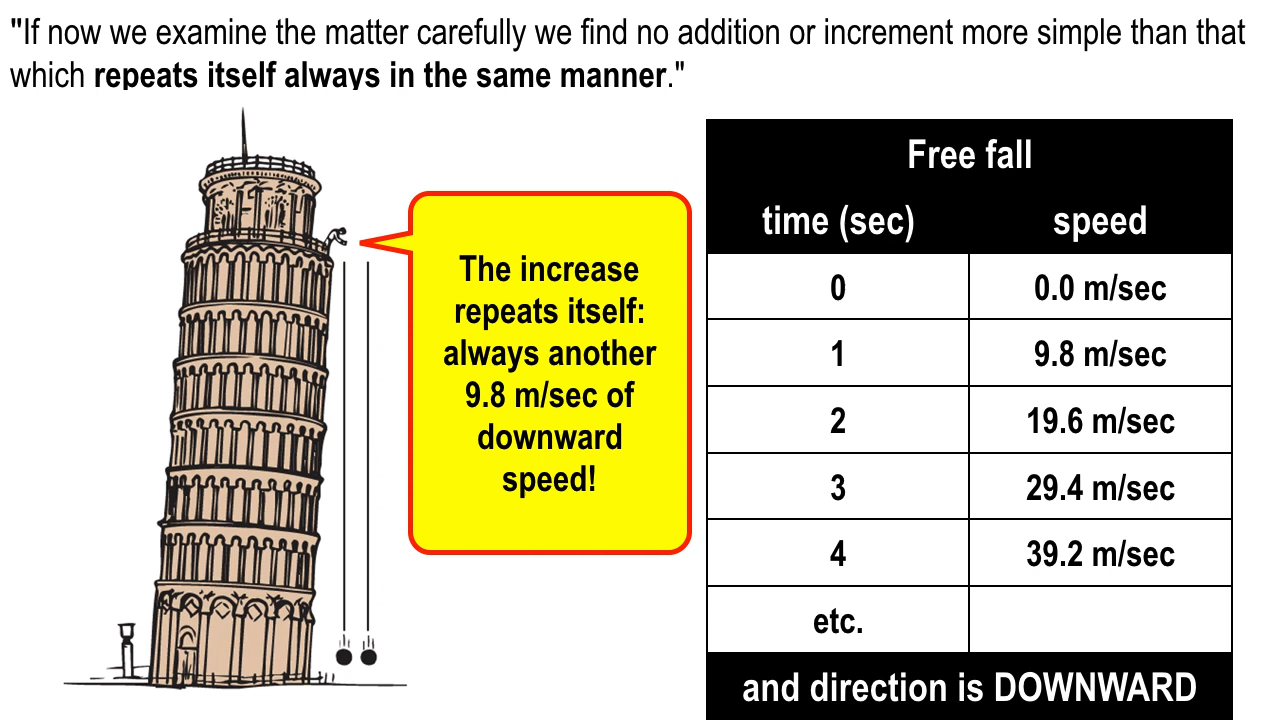 "If now we examine the matter carefully we find no addition or increment more simple than that
which repeats itself always in the same manner."
The increase
repeats itself:
always another
9.8 m/sec of
downward
speed!
Free fall
time (sec) speed
0 0.0 m/sec
1 9.8 m/sec
2 19.6 m/sec
3 29.4 m/sec
4 39.2 m/sec
etc.
and direction is DOWNWARD